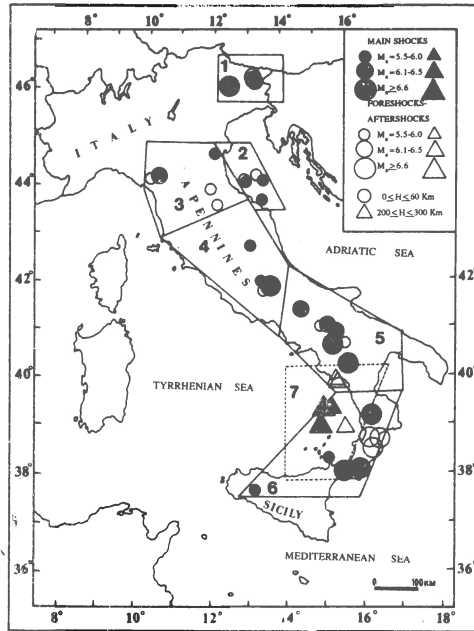 10° 12° 14° 16°
MAIN SHOCKS
Ms=5.5-6.0
Ms=6.1-6.5
Ms≥6.6
FORESHOCKS-
AFTERSHOCKS
Ms=5.5-6.0
Ms=6.1-6.5
Ms≥6.6
0≤H≤60 Km
200≤H≤300 Km
46°
44°
42°
40°
38°
36°
42°
40°
38°
36°
ITALY
APENNINES
ADRIATIC SEA
TYRRHENIAN SEA
SICILY
MEDITERRANEAN SEA
1
2
3
4
5
7
6
0 100 KM
8° 10° 12° 14° 16° 18°